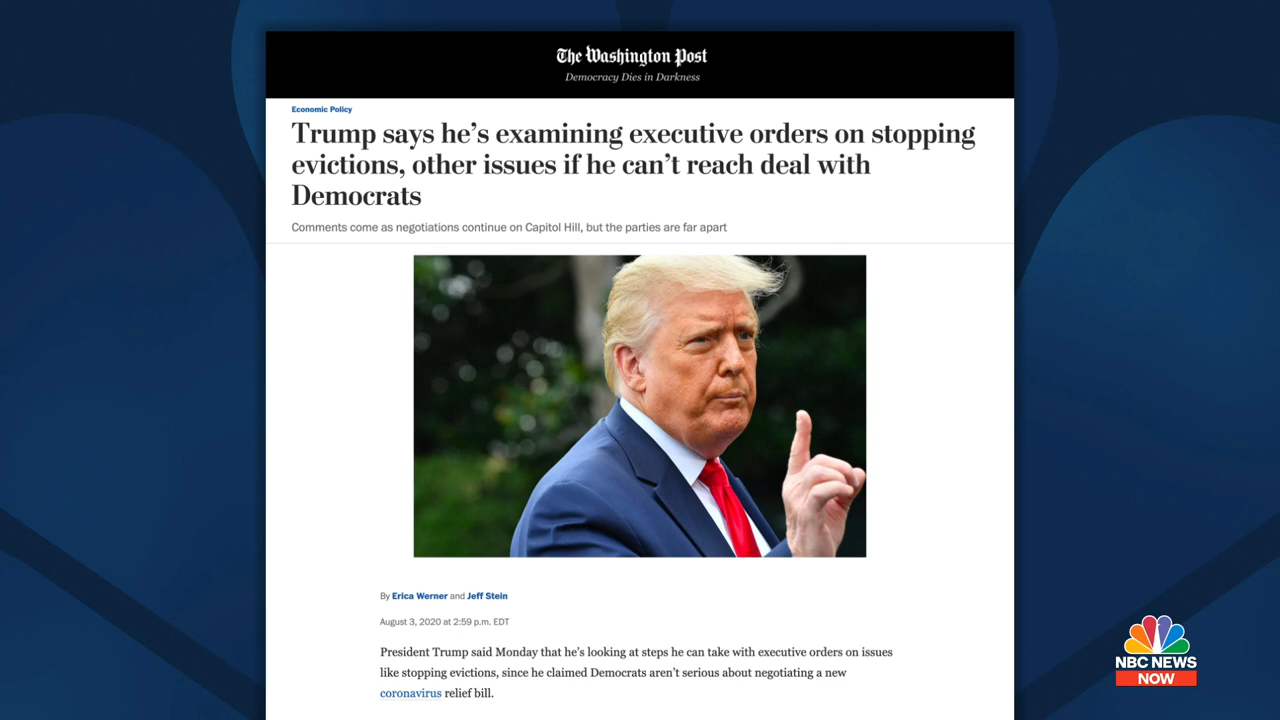 The Washington Post
Democracy Dies in Darkness
Economic Policy
Trump says he’s examining executive orders on stopping
evictions, other issues if he can’t reach deal with
Democrats
Comments come as negotiations continue on Capitol Hill, but the parties are far apart
By Erica Werner and Jeff Stein
August 3, 2020 at 2:59 p.m. EDT
President Trump said Monday that he’s looking at steps he can take with executive orders on issues
like stopping evictions, since he claimed Democrats aren’t serious about negotiating a new
coronavirus relief bill.
NBC NEWS
NOW